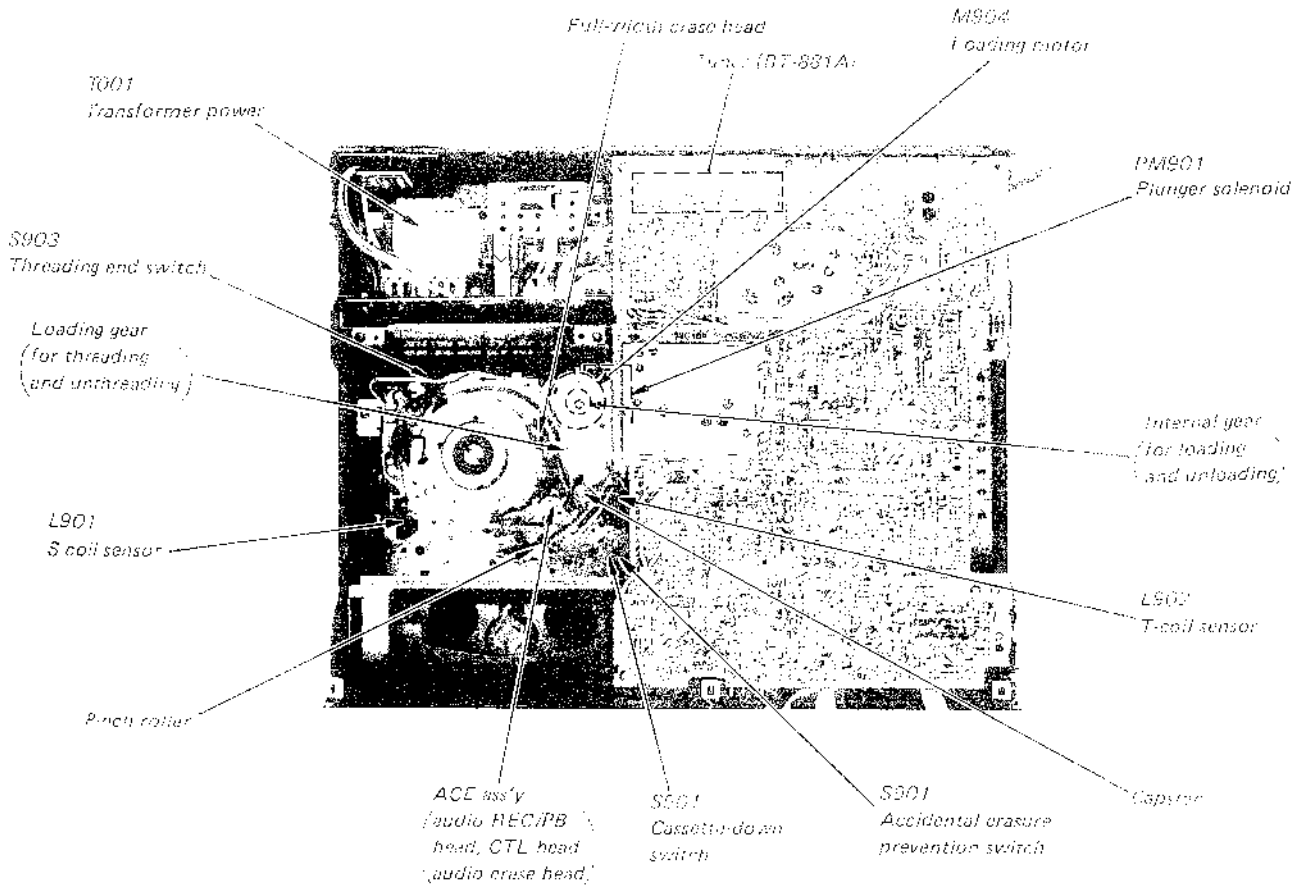 Full-width erase head
M904
Loading motor
Tuner (BT-881A)
T001
Transformer power
PM901
Plunger solenoid
S903
Threading end switch
Loading gear
(for threading
and unthreading)
Internal gear
(for loading
and unloading)
L901
S coil sensor
L902
T-coil sensor
Pinch roller
ACE ass'y
(audio REC/PB
head, CTL head
audio erase head)
Cassette-down
switch
S901
Accidental erasure
prevention switch
Capstan